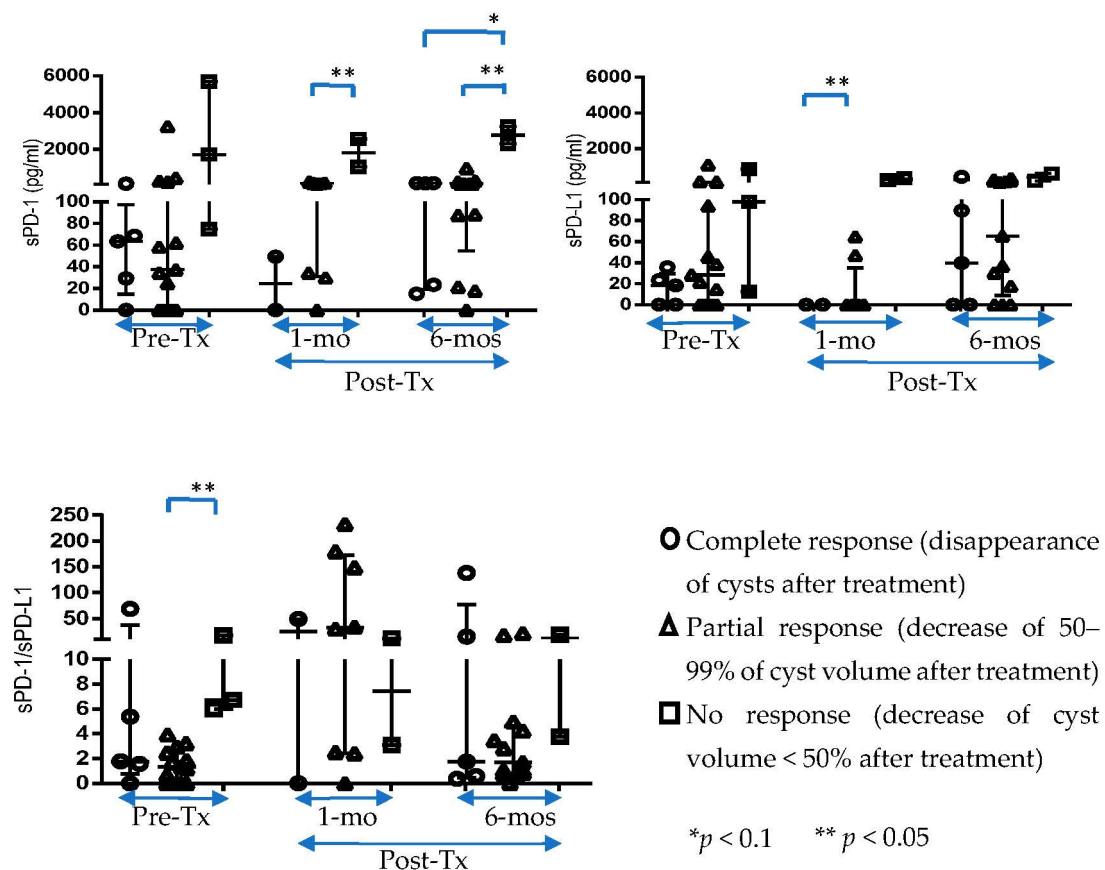 *
** **
6000
4000
2000
100
80
60
40
20
0
sPD-1 (pg/ml)
Pre-Tx 1-mo 6-mos
Post-Tx
**
6000
4000
2000
100
80
60
40
20
0
sPD-L1 (pg/ml)
Pre-Tx 1-mo 6-mos
Post-Tx
**
250
200
150
100
50
10
8
6
4
2
0
sPD-1/sPD-L1
Pre-Tx 1-mo 6-mos
Post-Tx
Complete response (disappearance
of cysts after treatment)
Partial response (decrease of 50–
99% of cyst volume after treatment)
No response (decrease of cyst
volume < 50% after treatment)
*p < 0.1 ** p < 0.05